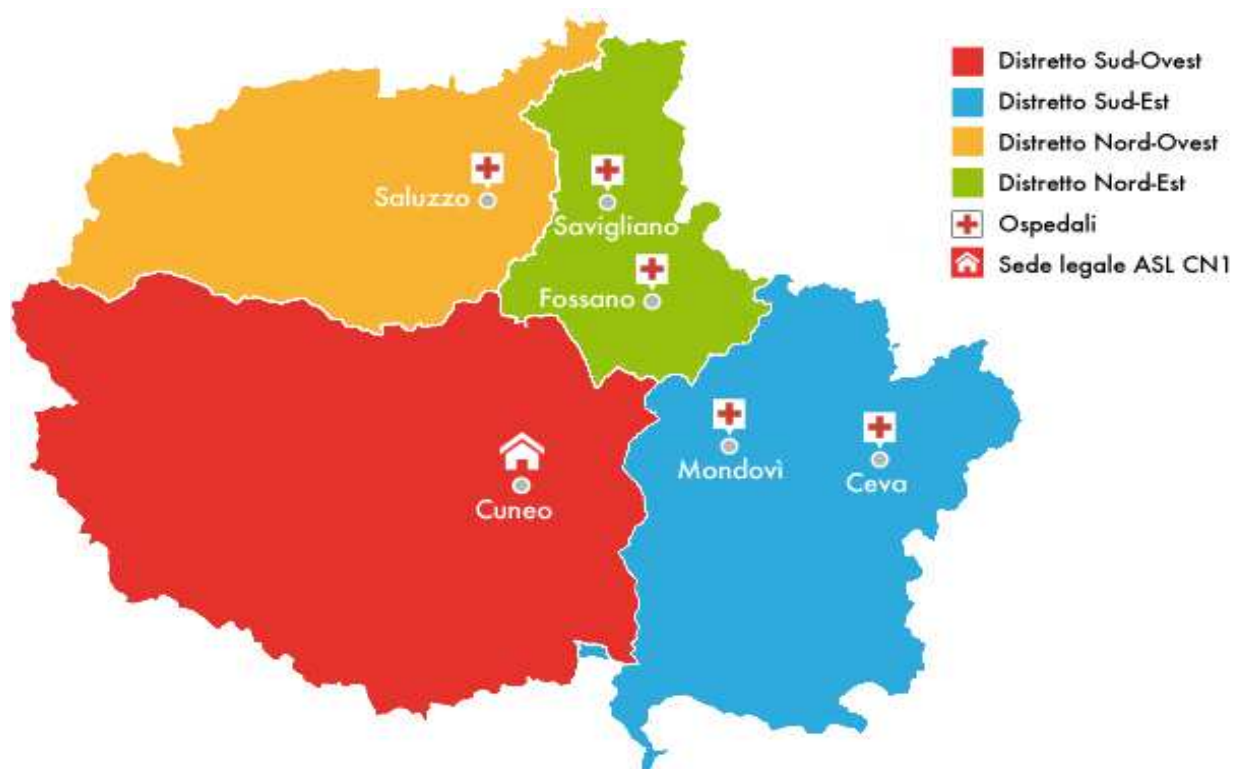 Distretto Sud-Ovest
Distretto Sud-Est
Distretto Nord-Ovest
Distretto Nord-Est
Ospedali
Sede legale ASL CN1
Saluzzo
Savigliano
Fossano
Mondovì
Ceva
Cuneo